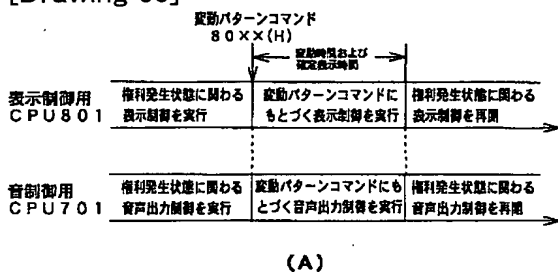 [Drawing 66]
変動パターンコマンド
80××(H)
変動時間および
確定表示時間
表示制御用
CPU801
権利発生状態に関わる
表示制御を実行
変動パターンコマンドに
もとづく表示制御を実行
権利発生状態に関わる
表示制御を再開
音制御用
CPU701
権利発生状態に関わる
音声出力制御を実行
変動パターンコマンドにも
とづく音声出力制御を実行
権利発生状態に関わる
音声出力制御を再開
(A)